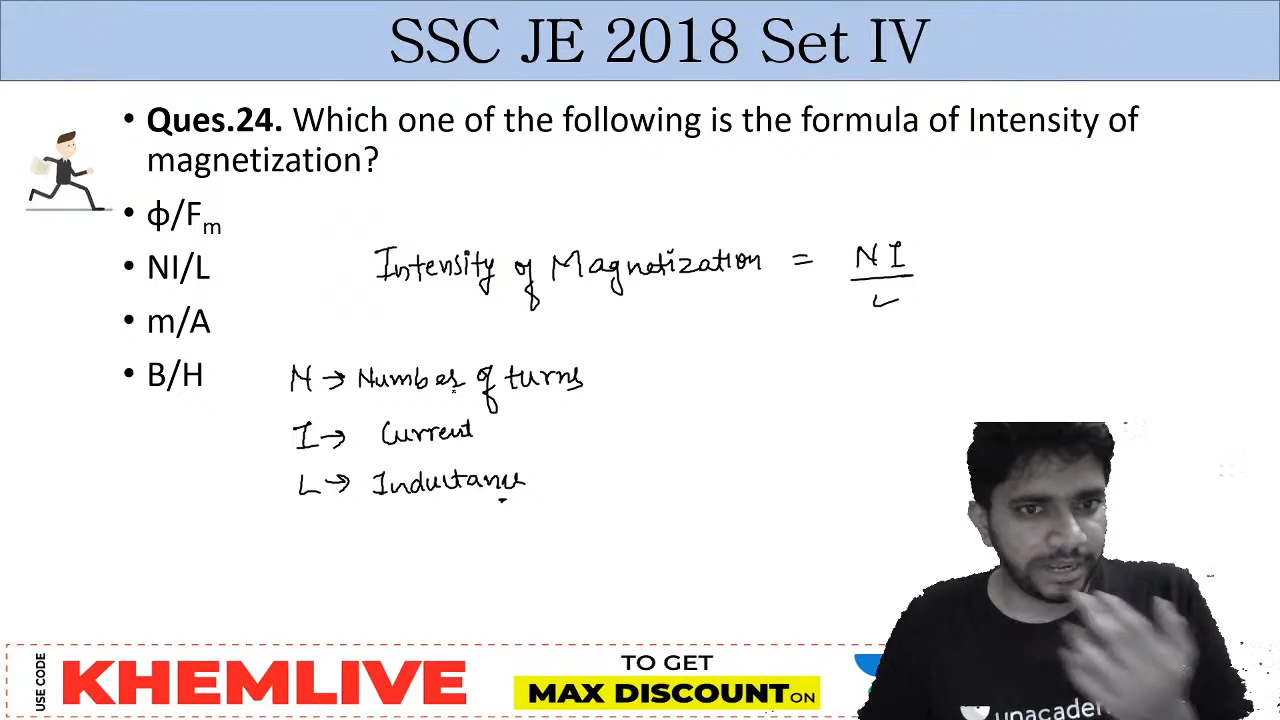 SSC JE 2018 Set IV
• Ques.24. Which one of the following is the formula of Intensity of
magnetization?
• ϕ/Fm
• NI/L
• m/A
• B/H
Intensity of Magnetization = NI
L
N → Number of turns
I → Current
L → Inductance
USE CODE
KHEMLIVE
TO GET
MAX DISCOUNT ON
unacadem